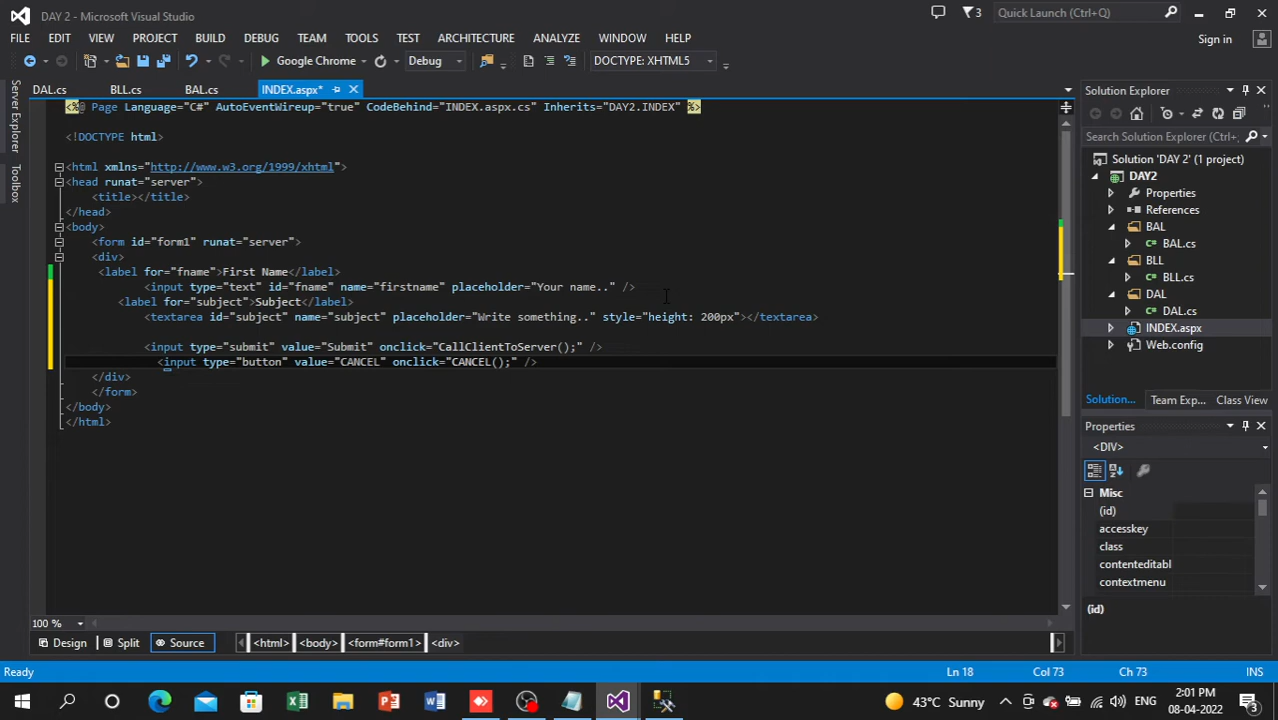 DAY 2 - Microsoft Visual Studio
3
Quick Launch (Ctrl+Q)
FILE EDIT VIEW PROJECT BUILD DEBUG TEAM TOOLS TEST ARCHITECTURE ANALYZE WINDOW HELP
Sign in
Google Chrome Debug DOCTYPE: XHTML5
Server Explorer
Toolbox
DAL.cs BLL.cs BAL.cs INDEX.aspx*
<%@ Page Language="C#" AutoEventWireup="true" CodeBehind="INDEX.aspx.cs" Inherits="DAY2.INDEX" %>
<!DOCTYPE html>
<html xmlns="http://www.w3.org/1999/xhtml">
<head runat="server">
<title></title>
</head>
<body>
<form id="form1" runat="server">
<div>
<label for="fname">First Name</label>
<input type="text" id="fname" name="firstname" placeholder="Your name.." />
<label for="subject">Subject</label>
<textarea id="subject" name="subject" placeholder="Write something.." style="height: 200px"></textarea>
<input type="submit" value="Submit" onclick="CallClientToServer();" />
<input type="button" value="CANCEL" onclick="CANCEL();" />
</div>
</form>
</body>
</html>
100 %
Design Split Source <html> <body> <form#form1> <div>
Solution Explorer
Search Solution Explorer (Ctrl+;
Solution 'DAY 2' (1 project)
DAY2
Properties
References
BAL
BAL.cs
BLL
BLL.cs
DAL
DAL.cs
INDEX.aspx
Web.config
Solution... Team Exp... Class View
Properties
<DIV>
Misc
(id)
accesskey
class
contenteditabl
contextmenu
(id)
Ready
Ln 18 Col 73 Ch 73 INS
43°C Sunny
ENG
2:01 PM
08-04-2022
3